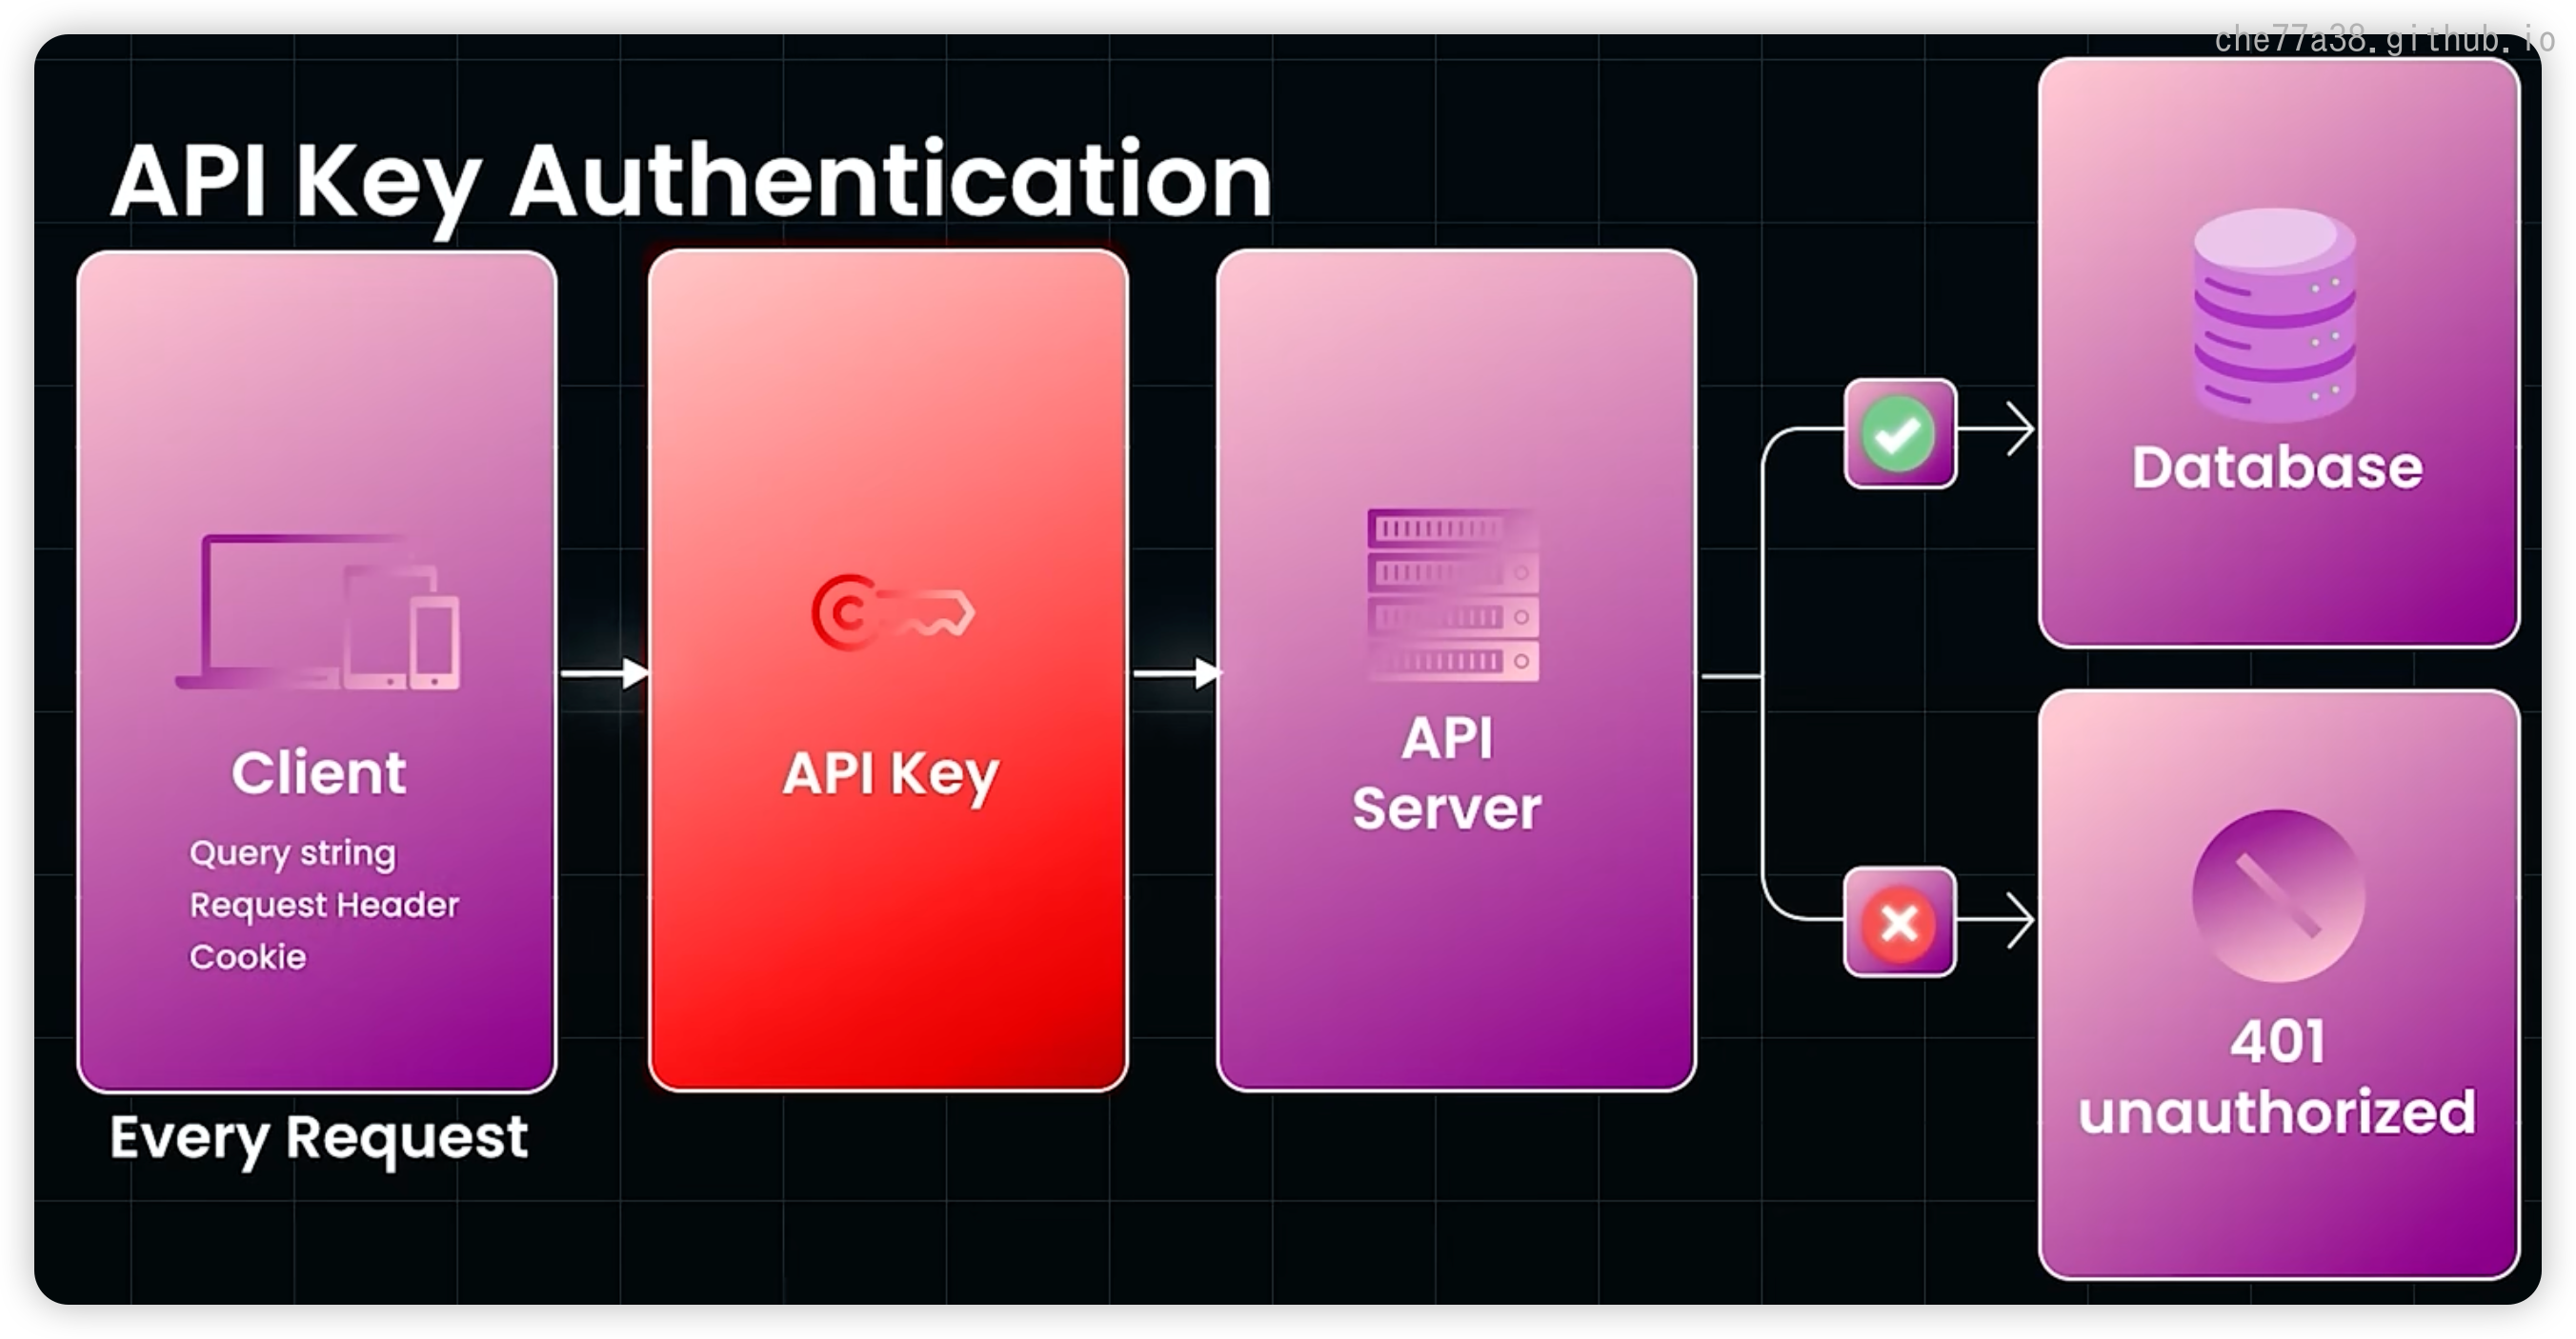 che77a38.github.io
API Key Authentication
Client
Query string
Request Header
Cookie
Every Request
API Key
API
Server
Database
401
unauthorized